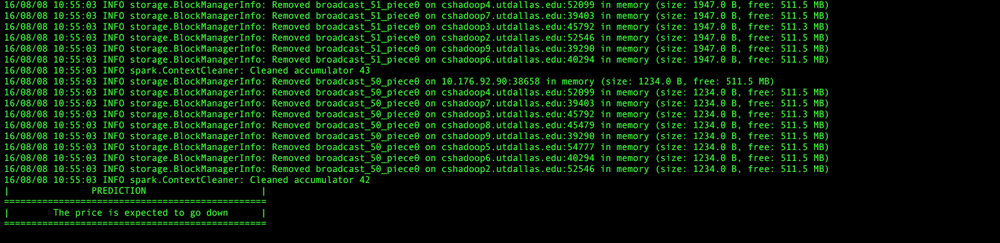 16/08/08 10:55:03 INFO storage.BlockManagerInfo: Removed broadcast_51_piece0 on cshadoop4.utdallas.edu:52099 in memory (size: 1947.0 B, free: 511.5 MB)
16/08/08 10:55:03 INFO storage.BlockManagerInfo: Removed broadcast_51_piece0 on cshadoop7.utdallas.edu:39403 in memory (size: 1947.0 B, free: 511.5 MB)
16/08/08 10:55:03 INFO storage.BlockManagerInfo: Removed broadcast_51_piece0 on cshadoop3.utdallas.edu:45792 in memory (size: 1947.0 B, free: 511.3 MB)
16/08/08 10:55:03 INFO storage.BlockManagerInfo: Removed broadcast_51_piece0 on cshadoop2.utdallas.edu:52546 in memory (size: 1947.0 B, free: 511.5 MB)
16/08/08 10:55:03 INFO storage.BlockManagerInfo: Removed broadcast_51_piece0 on cshadoop9.utdallas.edu:39290 in memory (size: 1947.0 B, free: 511.5 MB)
16/08/08 10:55:03 INFO storage.BlockManagerInfo: Removed broadcast_51_piece0 on cshadoop6.utdallas.edu:40294 in memory (size: 1947.0 B, free: 511.5 MB)
16/08/08 10:55:03 INFO spark.ContextCleaner: Cleaned accumulator 43
16/08/08 10:55:03 INFO storage.BlockManagerInfo: Removed broadcast_50_piece0 on 10.176.92.90:38658 in memory (size: 1234.0 B, free: 511.5 MB)
16/08/08 10:55:03 INFO storage.BlockManagerInfo: Removed broadcast_50_piece0 on cshadoop4.utdallas.edu:52099 in memory (size: 1234.0 B, free: 511.5 MB)
16/08/08 10:55:03 INFO storage.BlockManagerInfo: Removed broadcast_50_piece0 on cshadoop7.utdallas.edu:39403 in memory (size: 1234.0 B, free: 511.5 MB)
16/08/08 10:55:03 INFO storage.BlockManagerInfo: Removed broadcast_50_piece0 on cshadoop3.utdallas.edu:45792 in memory (size: 1234.0 B, free: 511.3 MB)
16/08/08 10:55:03 INFO storage.BlockManagerInfo: Removed broadcast_50_piece0 on cshadoop8.utdallas.edu:45479 in memory (size: 1234.0 B, free: 511.5 MB)
16/08/08 10:55:03 INFO storage.BlockManagerInfo: Removed broadcast_50_piece0 on cshadoop9.utdallas.edu:39290 in memory (size: 1234.0 B, free: 511.5 MB)
16/08/08 10:55:03 INFO storage.BlockManagerInfo: Removed broadcast_50_piece0 on cshadoop5.utdallas.edu:54777 in memory (size: 1234.0 B, free: 511.5 MB)
16/08/08 10:55:03 INFO storage.BlockManagerInfo: Removed broadcast_50_piece0 on cshadoop6.utdallas.edu:40294 in memory (size: 1234.0 B, free: 511.5 MB)
16/08/08 10:55:03 INFO storage.BlockManagerInfo: Removed broadcast_50_piece0 on cshadoop2.utdallas.edu:52546 in memory (size: 1234.0 B, free: 511.5 MB)
16/08/08 10:55:03 INFO spark.ContextCleaner: Cleaned accumulator 42
|               PREDICTION                     |
================================================
|        The price is expected to go down      |
================================================